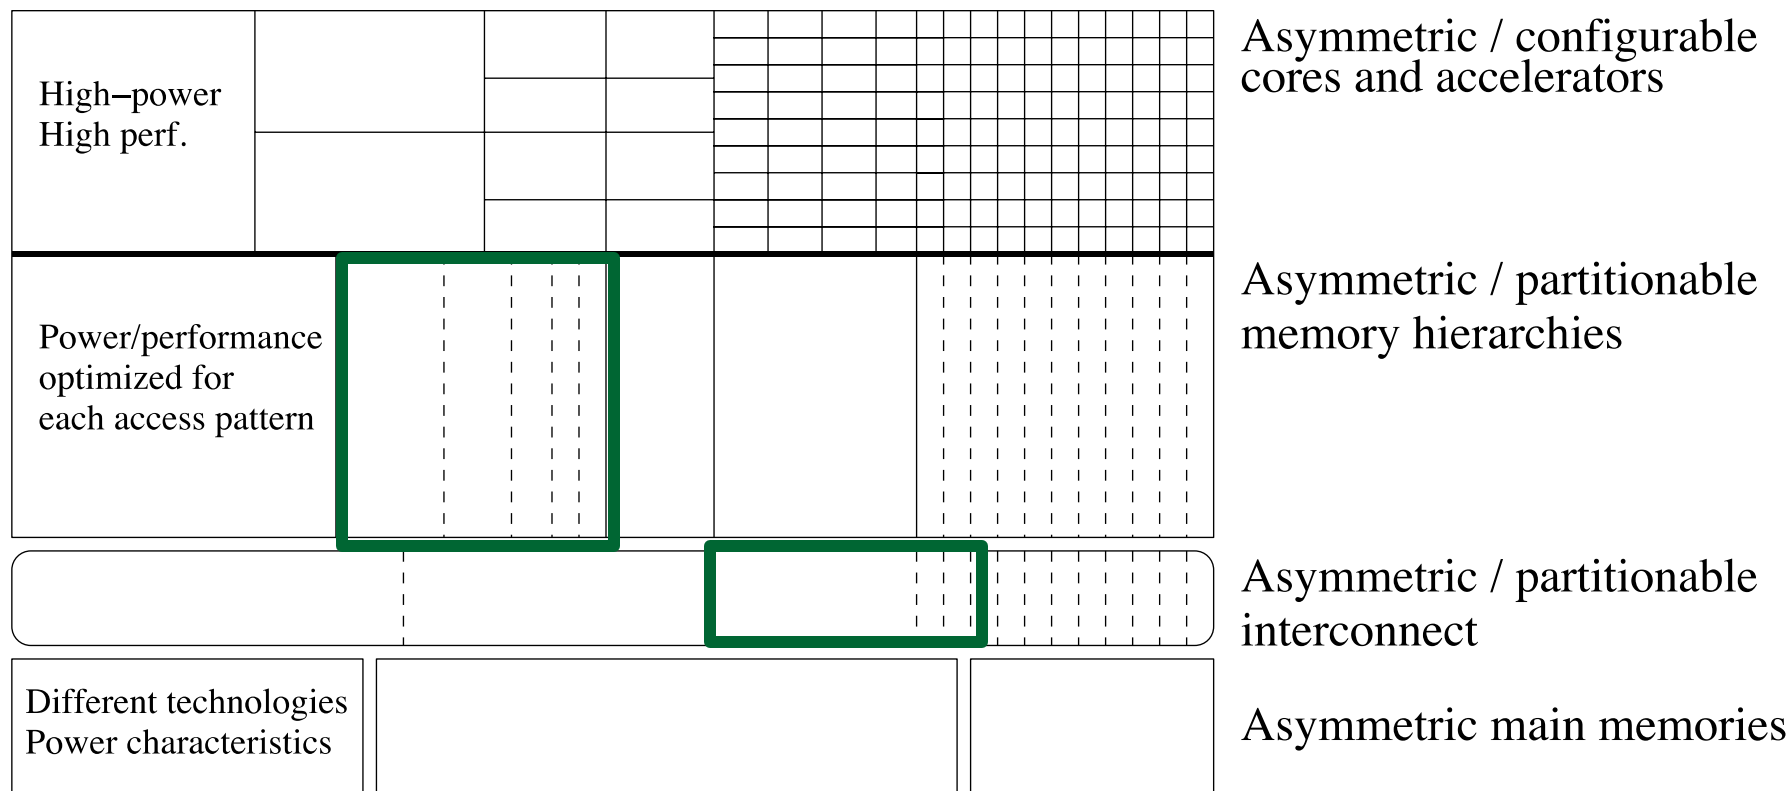 Asymmetric / configurable
cores and accelerators
High–power
High perf.
Asymmetric / partitionable
memory hierarchies
Power/performance
optimized for
each access pattern
Asymmetric / partitionable
interconnect
Different technologies
Power characteristics
Asymmetric main memories